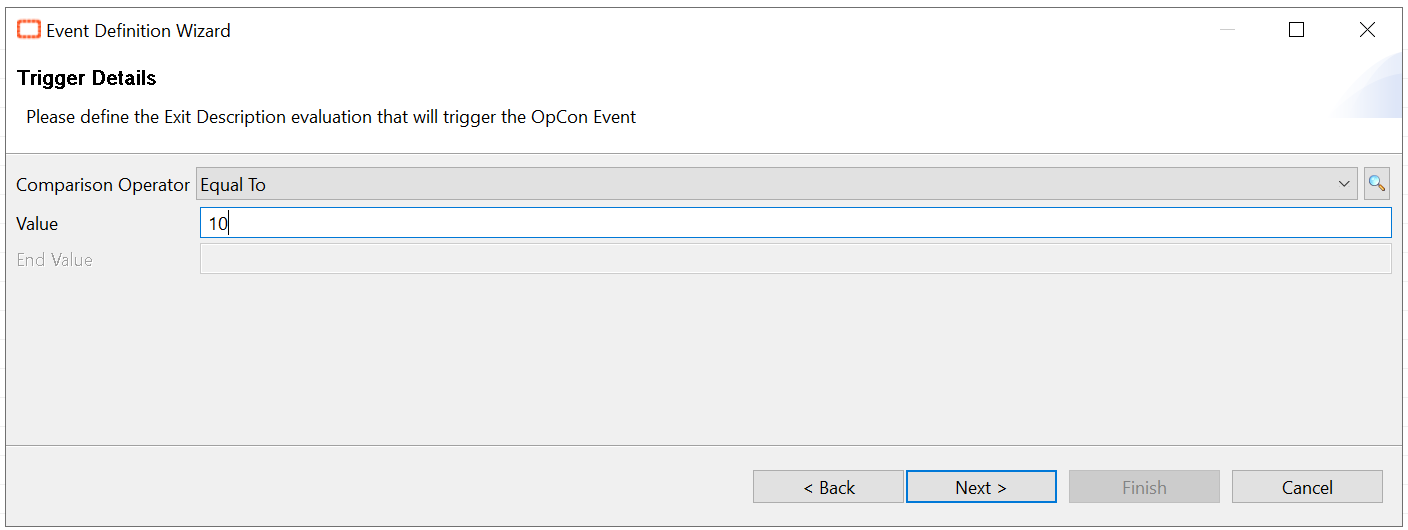 Event Definition Wizard
Trigger Details
Please define the Exit Description evaluation that will trigger the OpCon Event
Comparison Operator Equal To
Value 10
End Value
< Back Next > Finish Cancel